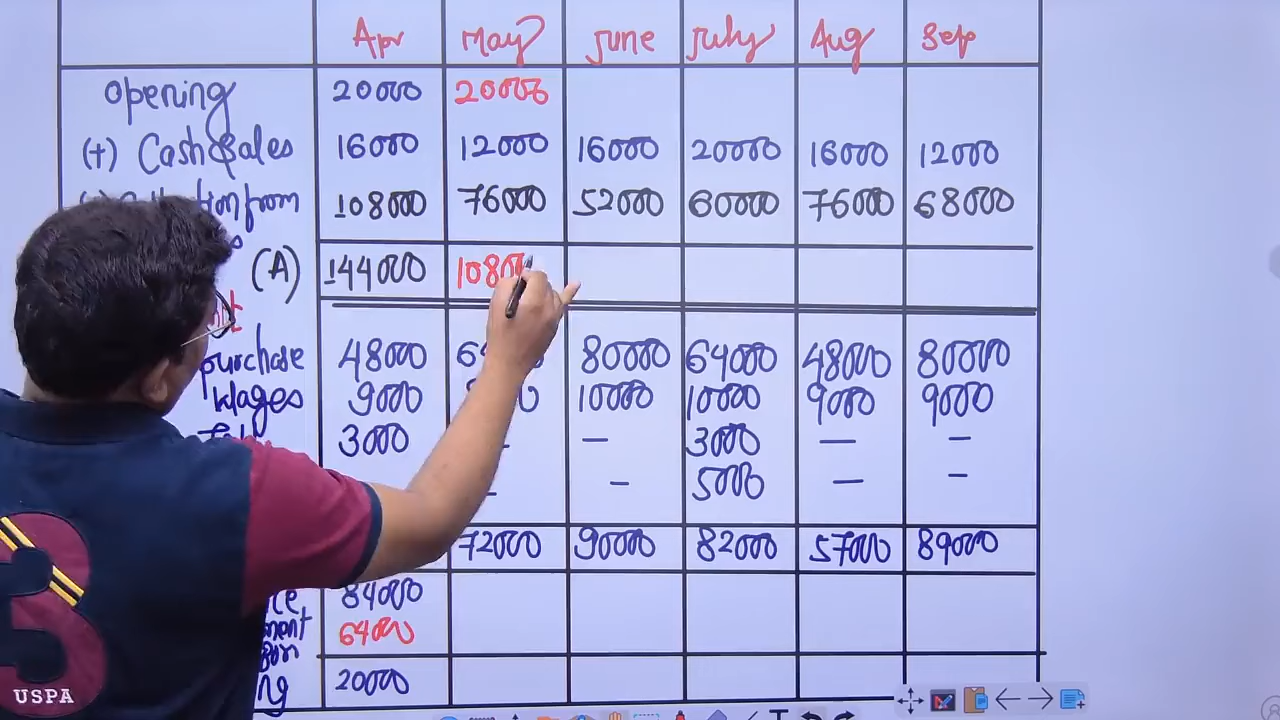 Apr May June July Aug Sep
Opening 20000 20000
(+) Cash Sales 16000 12000 16000 20000 16000 12000
from 108000 76000 52000 60000 76000 68000
(A) 144000
purchase 48000 80000 64000 48000 80000
Wages 9000 10000 10000 9000 9000
3000 - - 3000 - -
- - 5000 - -
72000 90000 82000 57000 89000
84000
64000
20000
3
USPA